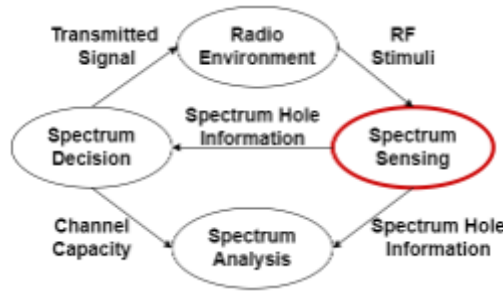 Transmitted
Signal
Radio
Environment
RF
Stimuli
Spectrum Hole
Information
Spectrum
Decision
Spectrum
Sensing
Channel
Capacity
Spectrum
Analysis
Spectrum Hole
Information